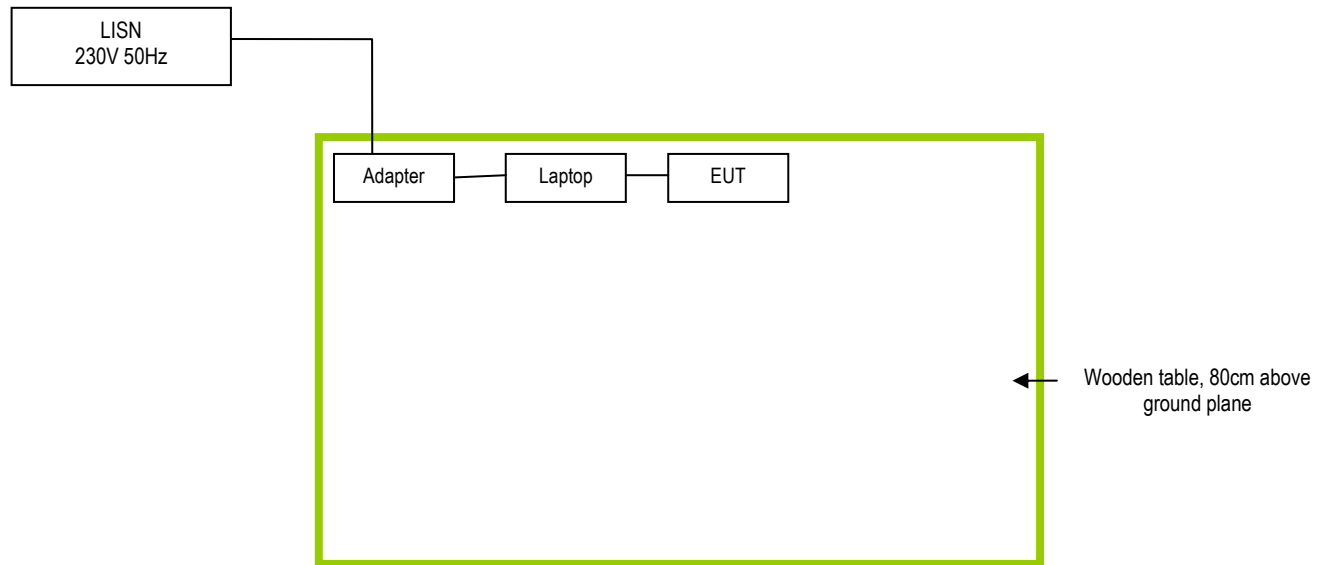 LISN
230V 50Hz
Adapter
Laptop
EUT
Wooden table, 80cm above
ground plane